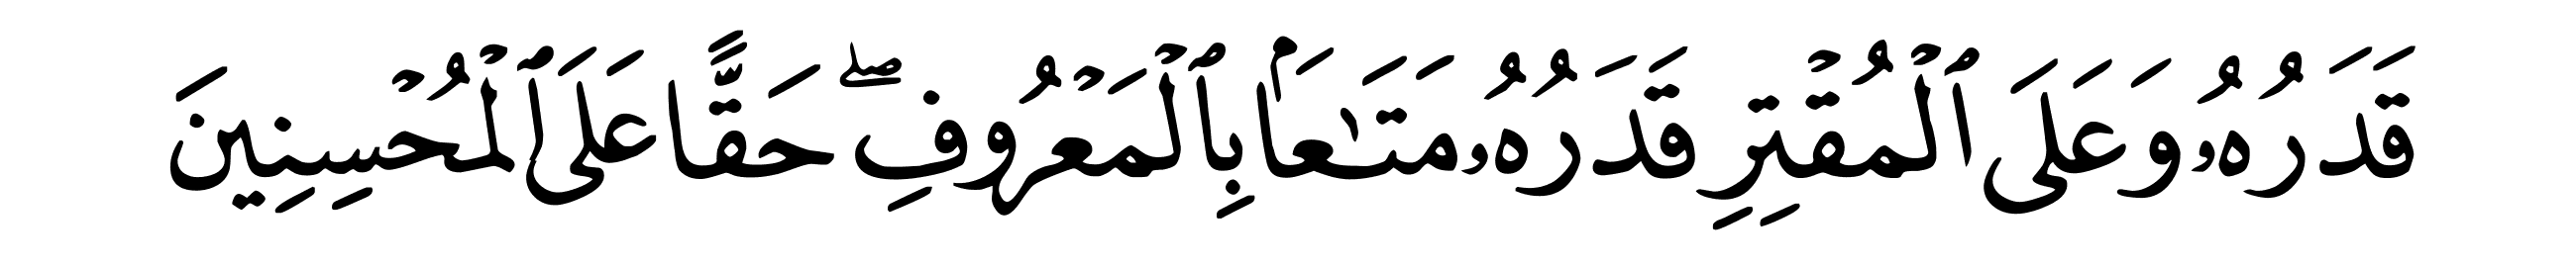 قَدَرُهُۥ وَعَلَى ٱلْمُقْتِرِ قَدَرُهُۥ مَتَـٰعَۢا بِٱلْمَعْرُوفِ ۖ حَقًّا عَلَى ٱلْمُحْسِنِينَ